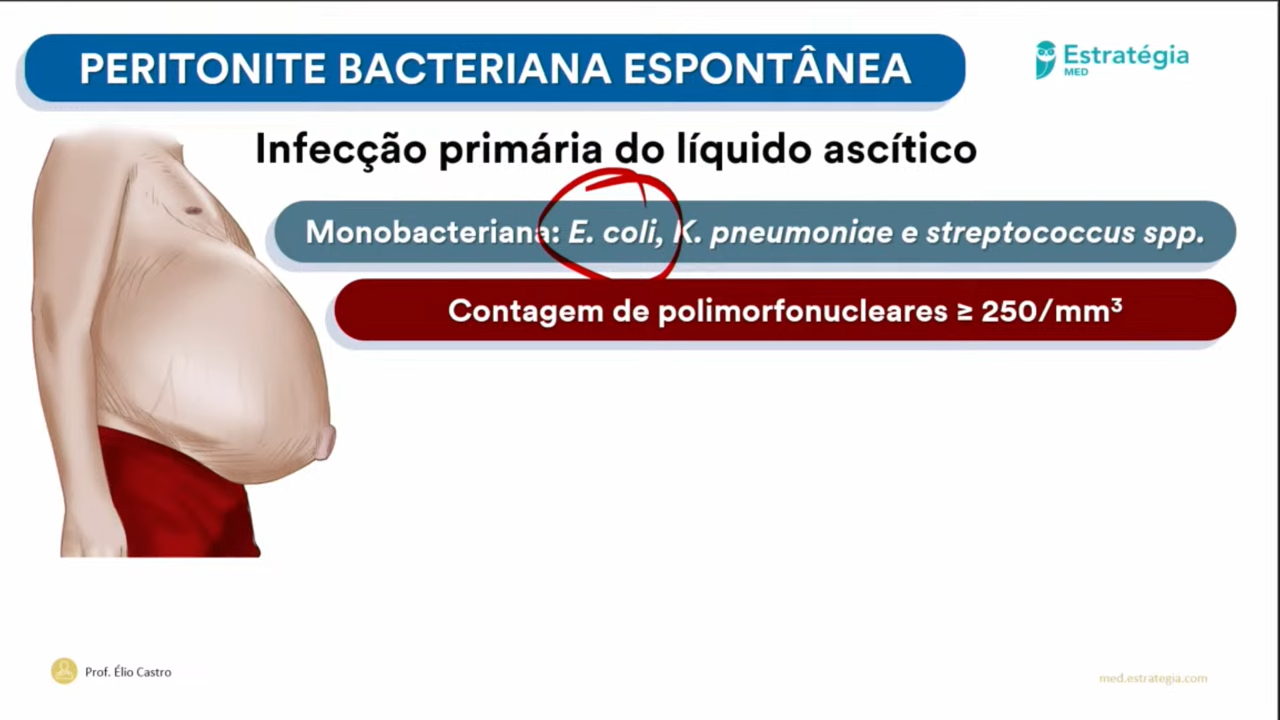 PERITONITE BACTERIANA ESPONTÂNEA
Estratégia
MED
Infecção primária do líquido ascítico
Monobacteriana: E. coli, K. pneumoniae e streptococcus spp.
Contagem de polimorfonucleares ≥ 250/mm³
Prof. Élio Castro
med.estrategia.com